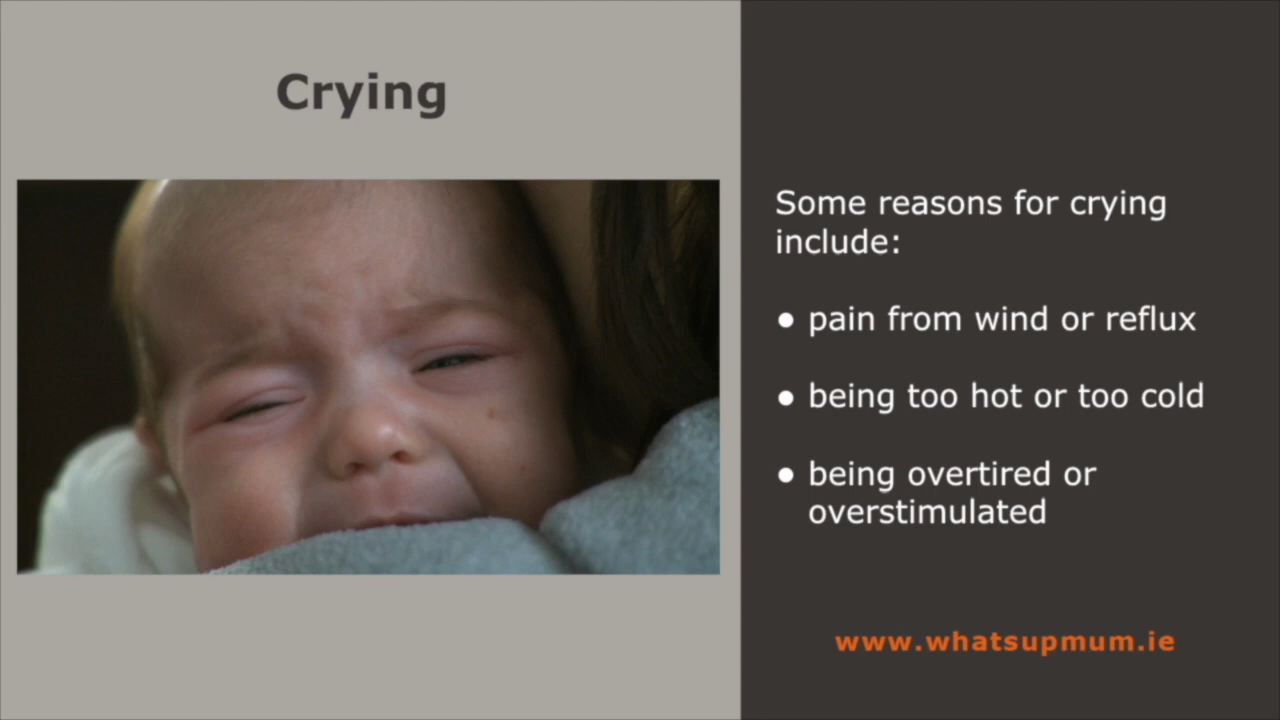 Crying
Some reasons for crying
include:
● pain from wind or reflux
● being too hot or too cold
● being overtired or
overstimulated
www.whatsupmum.ie